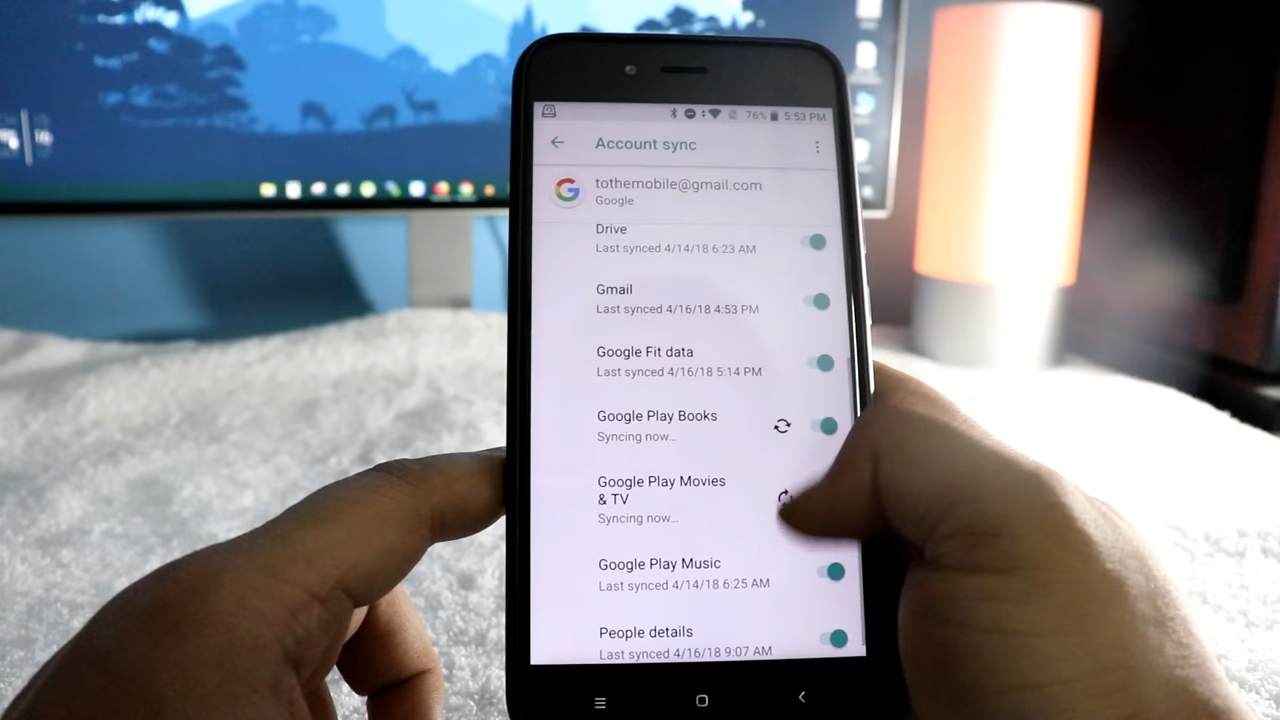 76% 5:53 PM
Account sync
tothemobile@gmail.com
Google
Drive
Last synced 4/14/18 6:23 AM
Gmail
Last synced 4/16/18 4:53 PM
Google Fit data
Last synced 4/16/18 5:14 PM
Google Play Books
Syncing now...
Google Play Movies
& TV
Syncing now...
Google Play Music
Last synced 4/14/18 6:25 AM
People details
Last synced 4/16/18 9:07 AM